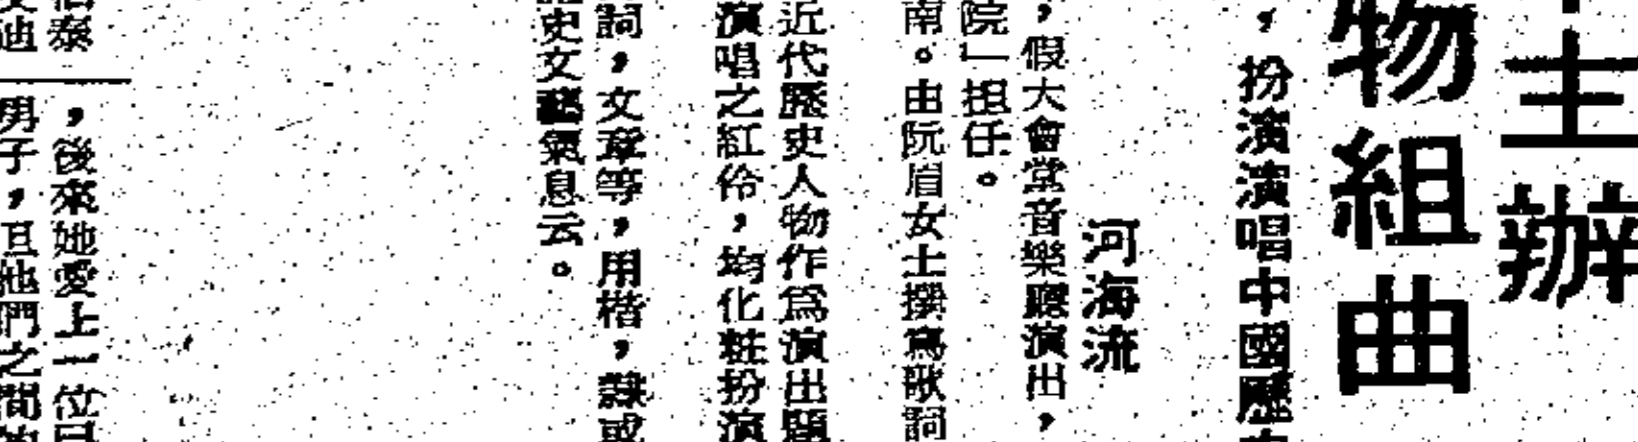 主辦
物組曲
，扮演演唱中國歷
河海流
，假大會堂音樂廳演出，
院」担任。
南。由阮眉女士撰寫歌詞
近代歷史人物作爲演出題
演唱之紅伶，均化粧扮演
詞，文章等，用楷，隸或
史文藝氣息云。
泰
，後來她愛上一位
迪
男子，且他們之間